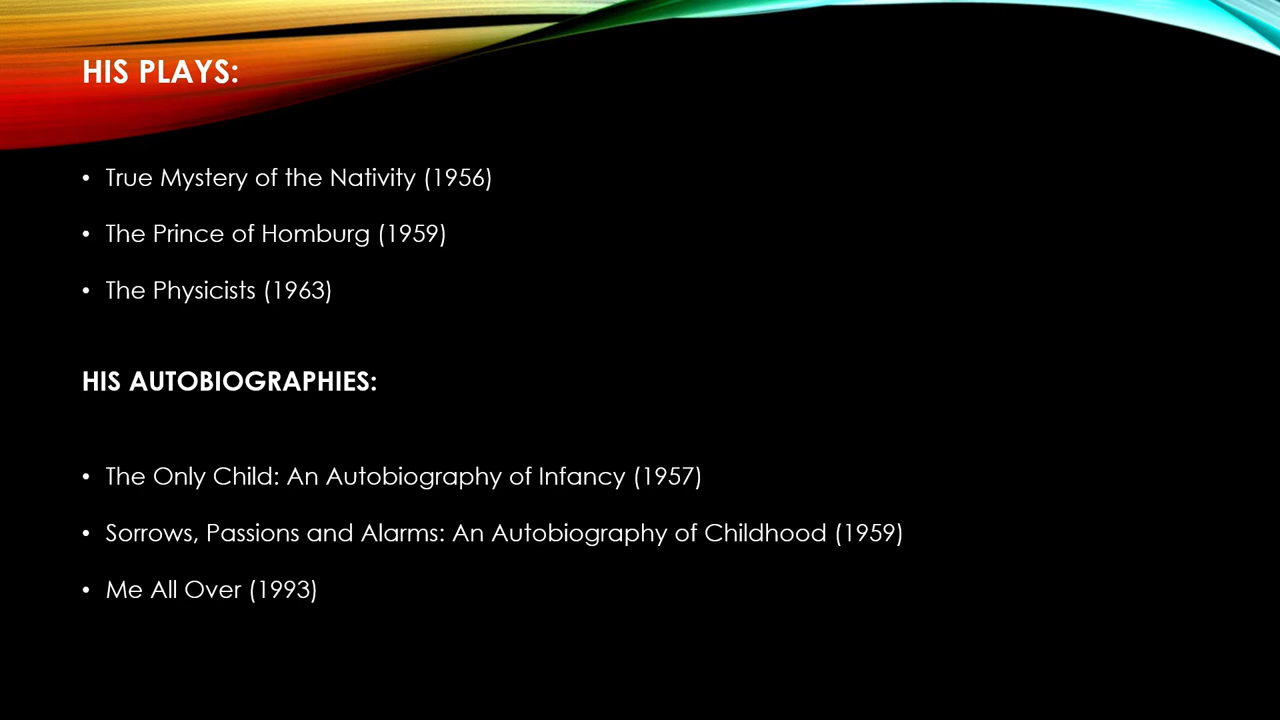 HIS PLAYS:
• True Mystery of the Nativity (1956)
• The Prince of Homburg (1959)
• The Physicists (1963)
HIS AUTOBIOGRAPHIES:
• The Only Child: An Autobiography of Infancy (1957)
• Sorrows, Passions and Alarms: An Autobiography of Childhood (1959)
• Me All Over (1993)